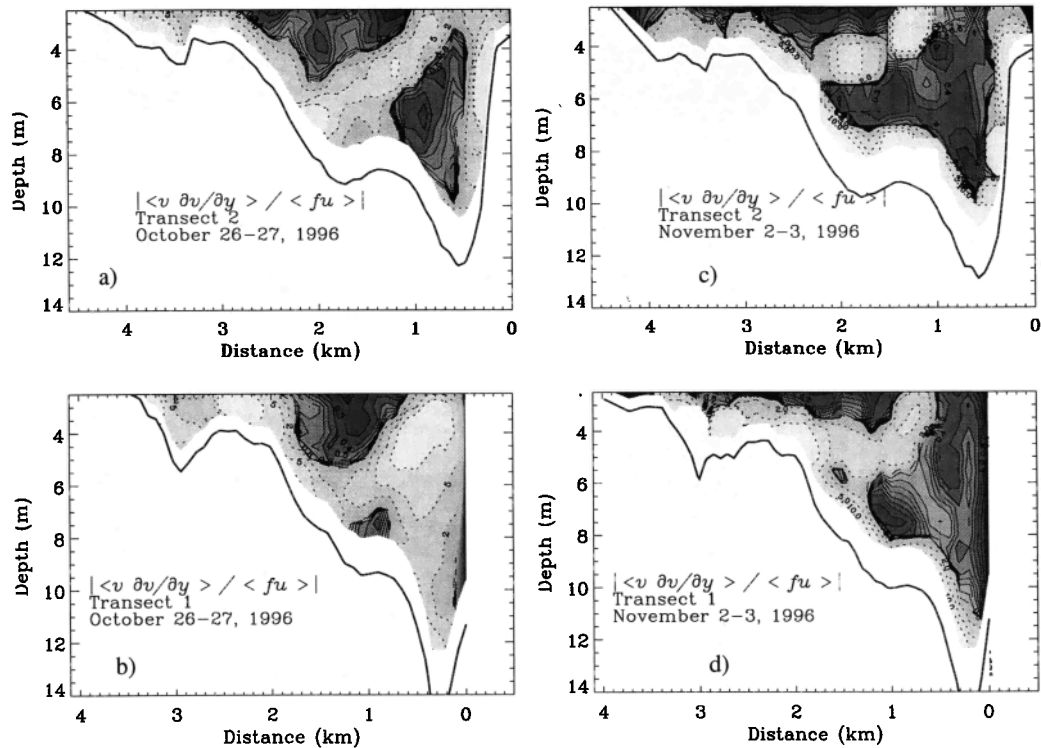 4
6
8
10
12
14
Depth (m)
|<v ∂v/∂y > / < fu >|
Transect 2
October 26−27, 1996
a)
4
3
2
1
0
Distance (km)
4
6
8
10
12
14
Depth (m)
|<v ∂v/∂y > / < fu >|
Transect 2
November 2−3, 1996
c)
4
3
2
1
0
Distance (km)
4
6
8
10
12
14
Depth (m)
|<v ∂v/∂y > / < fu >|
Transect 1
October 26−27, 1996
b)
4
3
2
1
0
Distance (km)
4
6
8
10
12
14
Depth (m)
|<v ∂v/∂y > / < fu >|
Transect 1
November 2−3, 1996
d)
4
3
2
1
0
Distance (km)